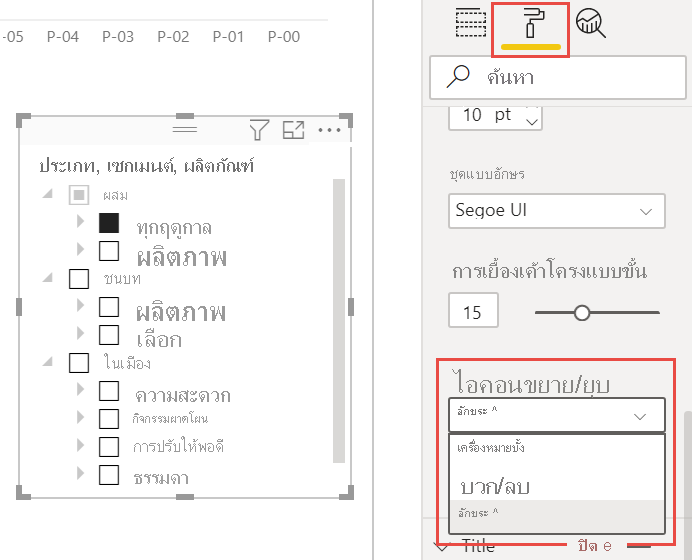 -05 P-04 P-03 P-02 P-01 P-00
ประเภท, เซกเมนต์, ผลิตภัณฑ์
ผสม
ทุกฤดูกาล
ผลิตภาพ
ชนบท
ผลิตภาพ
เลือก
ในเมือง
ความสะดวก
กิจกรรมผาดโผน
การปรับให้พอดี
ธรรมดา
ค้นหา
10 pt
ชุดแบบอักษร
Segoe UI
การเยื้องเค้าโครงแบบขั้น
15
ไอคอนขยาย/ยุบ
ลักษระ ^
เครื่องหมายบั้ง
บวก/ลบ
ลักษระ ^
Title ปิด e